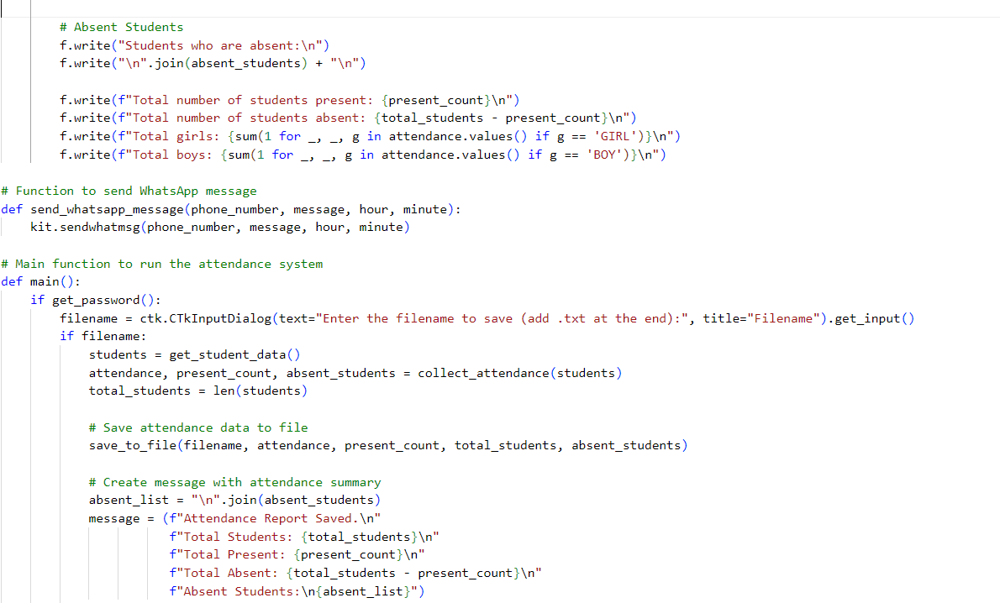 # Absent Students
f.write("Students who are absent:\n")
f.write("\n".join(absent_students) + "\n")
f.write(f"Total number of students present: {present_count}\n")
f.write(f"Total number of students absent: {total_students - present_count}\n")
f.write(f"Total girls: {sum(1 for _, _, g in attendance.values() if g == 'GIRL')}\n")
f.write(f"Total boys: {sum(1 for _, _, g in attendance.values() if g == 'BOY')}\n")
# Function to send WhatsApp message
def send_whatsapp_message(phone_number, message, hour, minute):
    kit.sendwhatmsg(phone_number, message, hour, minute)
# Main function to run the attendance system
def main():
    if get_password():
        filename = ctk.CTkInputDialog(text="Enter the filename to save (add .txt at the end):", title="Filename").get_input()
        if filename:
            students = get_student_data()
            attendance, present_count, absent_students = collect_attendance(students)
            total_students = len(students)
            # Save attendance data to file
            save_to_file(filename, attendance, present_count, total_students, absent_students)
            # Create message with attendance summary
            absent_list = "\n".join(absent_students)
            message = (f"Attendance Report Saved.\n"
                       f"Total Students: {total_students}\n"
                       f"Total Present: {present_count}\n"
                       f"Total Absent: {total_students - present_count}\n"
                       f"Absent Students:\n{absent_list}")